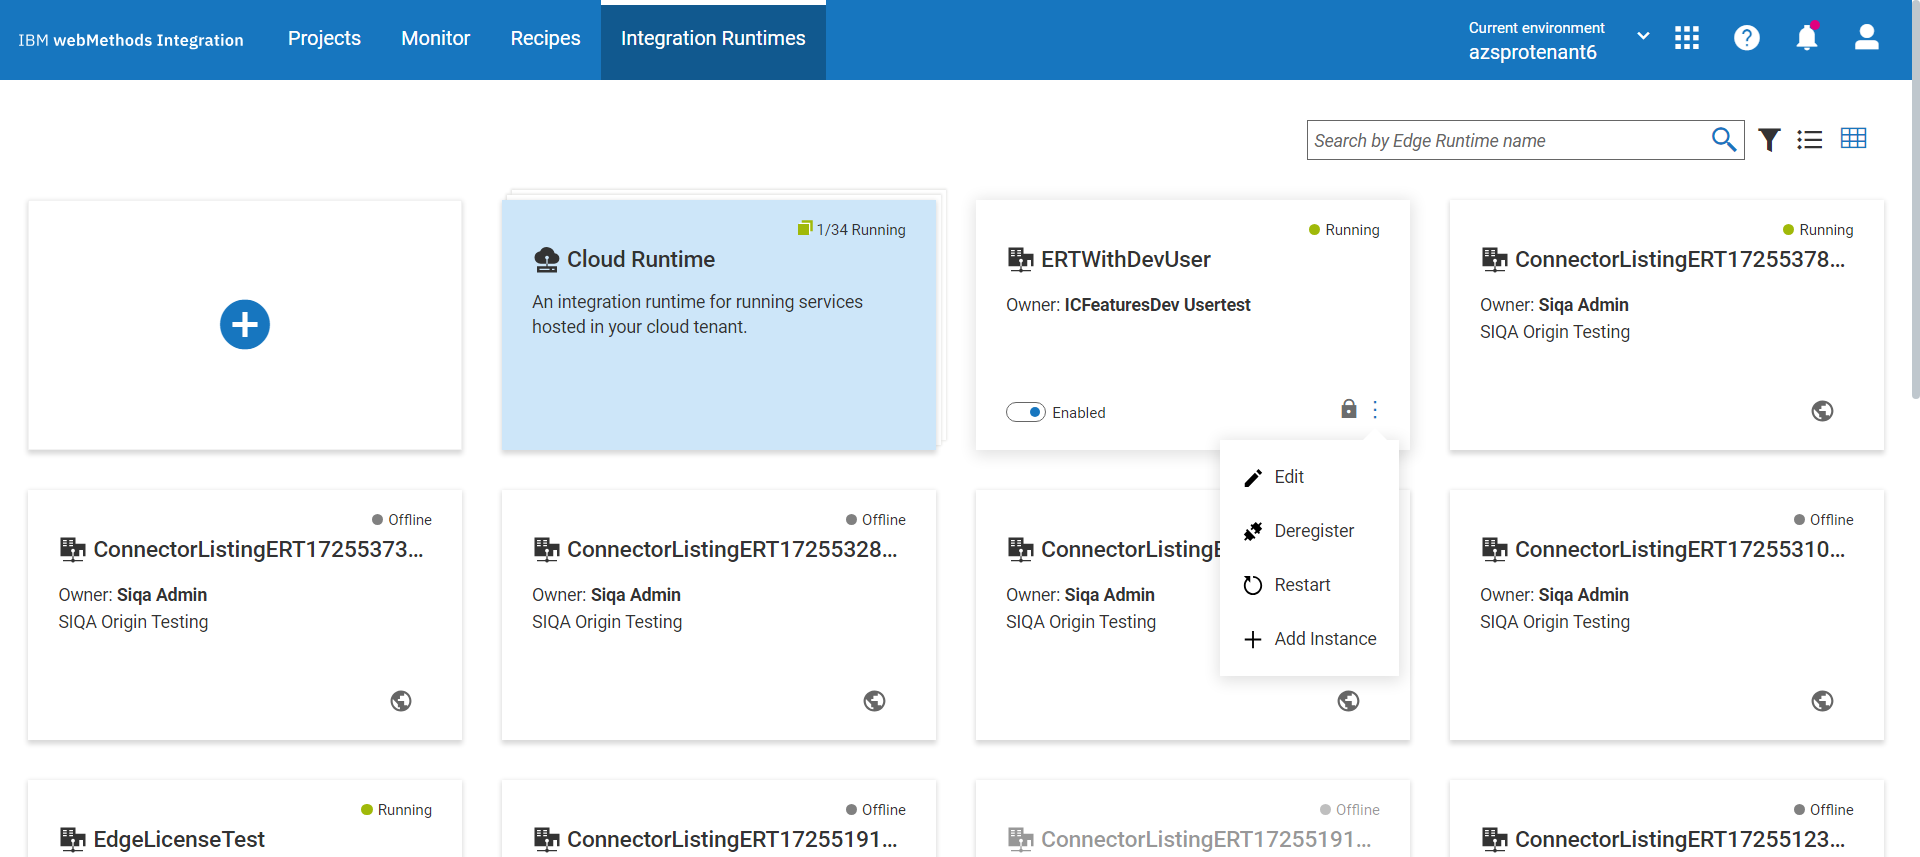 IBM webMethods Integration
Projects
Monitor
Recipes
Integration Runtimes
Current environment
azsprotenant6
Search by Edge Runtime name
1/34 Running
Cloud Runtime
An integration runtime for running services
hosted in your cloud tenant.
Running
ERTWithDevUser
Owner: ICFeaturesDev Usertest
Enabled
Running
ConnectorListingERT17255378...
Owner: Siqa Admin
SIQA Origin Testing
Edit
Deregister
Restart
Add Instance
Offline
ConnectorListingERT17255373...
Owner: Siqa Admin
SIQA Origin Testing
Offline
ConnectorListingERT17255328...
Owner: Siqa Admin
SIQA Origin Testing
ConnectorListingE
Owner: Siqa Admin
SIQA Origin Testing
Offline
ConnectorListingERT17255310...
Owner: Siqa Admin
SIQA Origin Testing
Running
EdgeLicenseTest
Offline
ConnectorListingERT17255191...
Offline
ConnectorListingERT17255191...
Offline
ConnectorListingERT17255123...